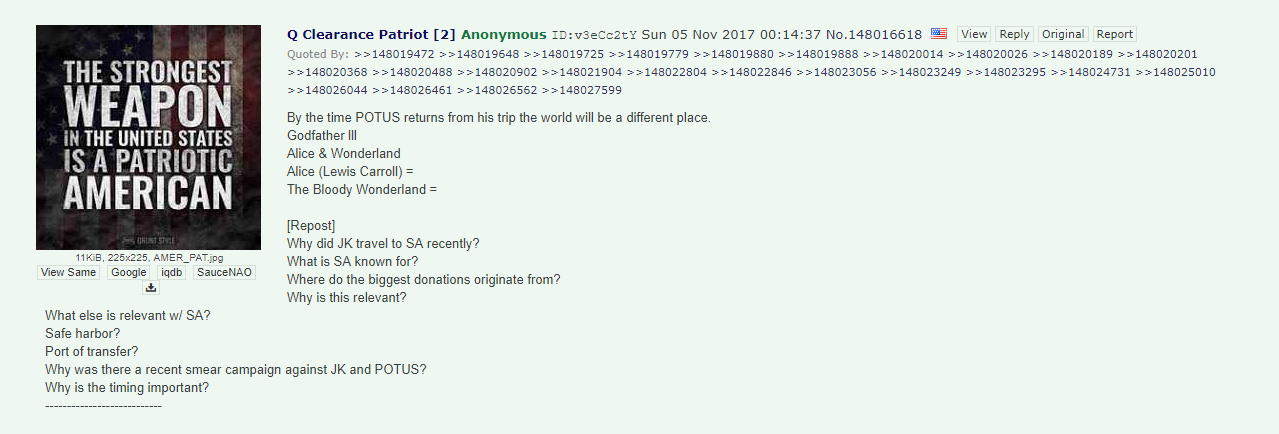 THE STRONGEST
WEAPON
IN THE UNITED STATES
IS A PATRIOTIC
AMERICAN
GRUNT STYLE
11KiB, 225x225, AMER_PAT.jpg
View Same Google iqdb SauceNAO
Q Clearance Patriot [2] Anonymous ID:v3eCc2tY Sun 05 Nov 2017 00:14:37 No.148016618 View Reply Original Report
Quoted By: >>148019472 >>148019648 >>148019725 >>148019779 >>148019880 >>148019888 >>148020014 >>148020026 >>148020189 >>148020201
>>148020368 >>148020488 >>148020902 >>148021904 >>148022804 >>148022846 >>148023056 >>148023249 >>148023295 >>148024731 >>148025010
>>148026044 >>148026461 >>148026562 >>148027599
By the time POTUS returns from his trip the world will be a different place.
Godfather III
Alice & Wonderland
Alice (Lewis Carroll) =
The Bloody Wonderland =
[Repost]
Why did JK travel to SA recently?
What is SA known for?
Where do the biggest donations originate from?
Why is this relevant?
What else is relevant w/ SA?
Safe harbor?
Port of transfer?
Why was there a recent smear campaign against JK and POTUS?
Why is the timing important?
---------------------------